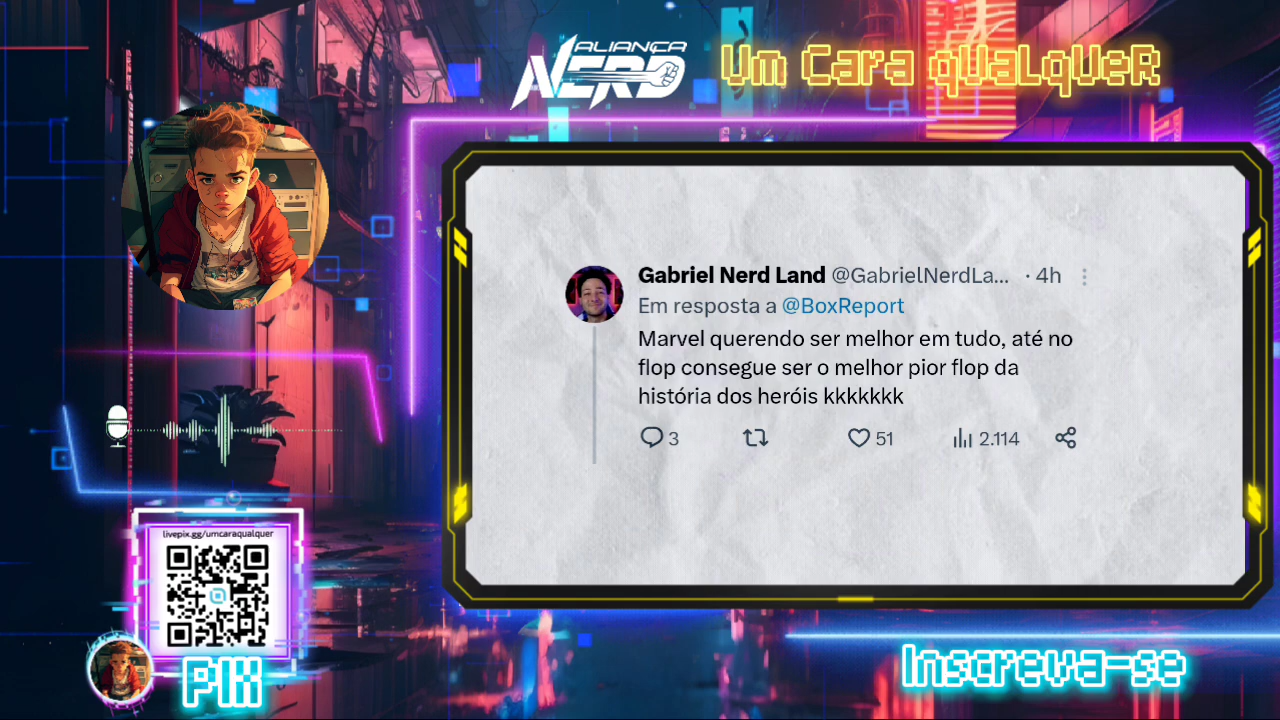 ALIANÇA
NERD
Um Cara qUaLqUeR
Gabriel Nerd Land @GabrielNerdLa... · 4h
Em resposta a @BoxReport
Marvel querendo ser melhor em tudo, até no
flop consegue ser o melhor pior flop da
história dos heróis kkkkkkk
3 51 2.114
livepix.gg/umcaraqualquer
PIX
Inscreva-se